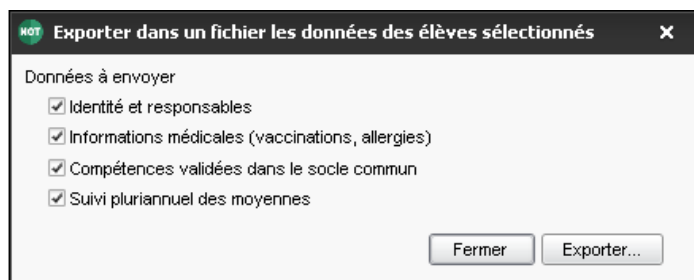 NOT Exporter dans un fichier les données des élèves sélectionnés
Données à envoyer
Identité et responsables
Informations médicales (vaccinations, allergies)
Compétences validées dans le socle commun
Suivi pluriannuel des moyennes
Fermer Exporter...